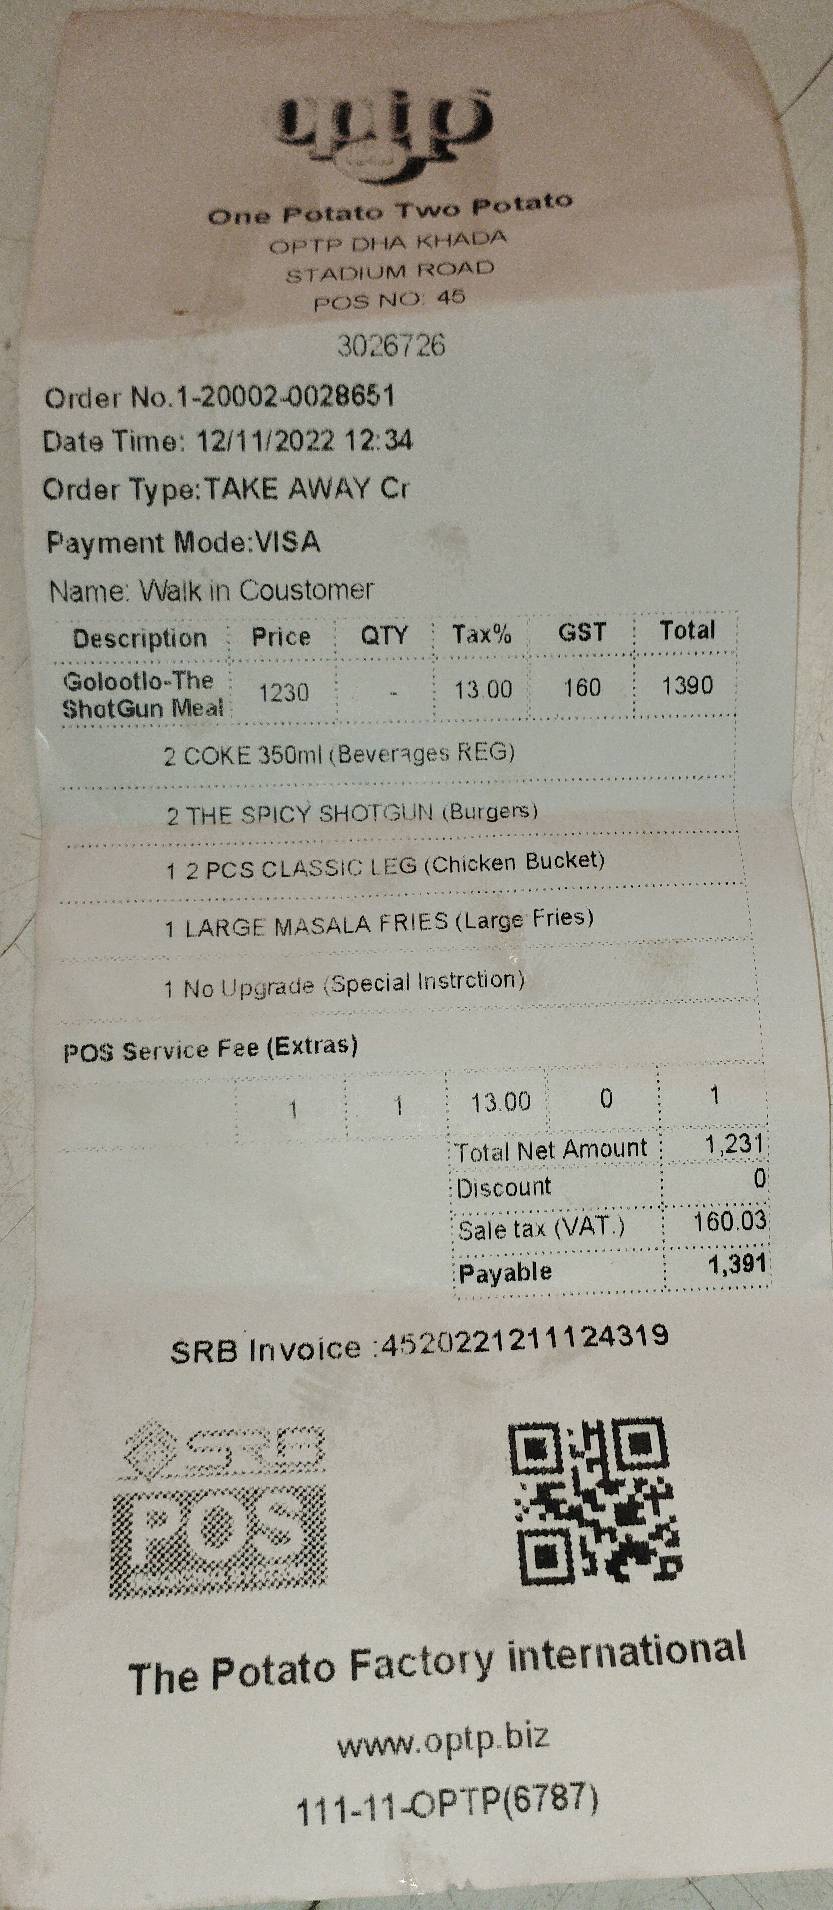 optp
One Potato Two Potato
OPTP DHA KHADA
STADIUM ROAD
POS NO: 45
3026726
Order No.1-20002-0028651
Date Time: 12/11/2022 12:34
Order Type:TAKE AWAY Cr
Payment Mode:VISA
Name: Walk in Coustomer
Description Price QTY Tax% GST Total
Golootlo-The ShotGun Meal 1230 - 13.00 160 1390
2 COKE 350ml (Beverages REG)
2 THE SPICY SHOTGUN (Burgers)
1 2 PCS CLASSIC LEG (Chicken Bucket)
1 LARGE MASALA FRIES (Large Fries)
1 No Upgrade (Special Instrction)
POS Service Fee (Extras)
1 1 13.00 0 1
Total Net Amount 1,231
Discount 0
Sale tax (VAT.) 160.03
Payable 1,391
SRB Invoice :4520221211124319
SRB
POS
The Potato Factory international
www.optp.biz
111-11-OPTP(6787)